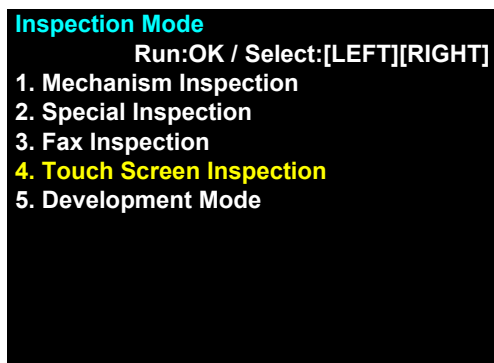 Inspection Mode
Run:OK / Select:[LEFT][RIGHT]
1. Mechanism Inspection
2. Special Inspection
3. Fax Inspection
4. Touch Screen Inspection
5. Development Mode